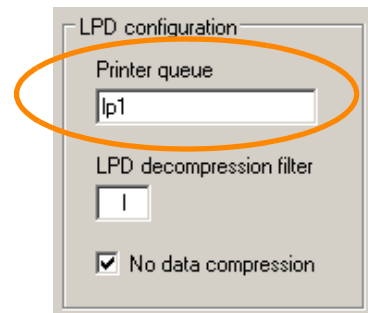 LPD configuration
Printer queue
lp1
LPD decompression filter
l
No data compression